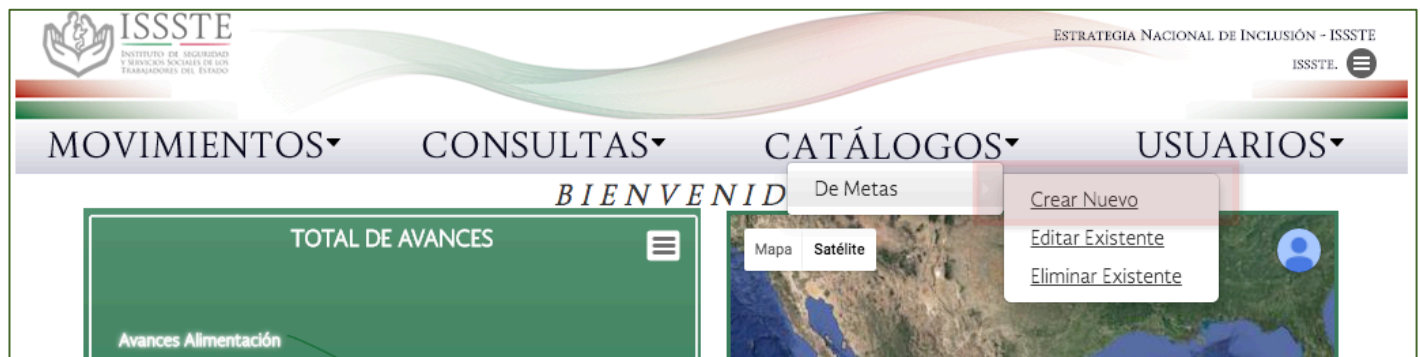 ISSSTE
INSTITUTO DE SEGURIDAD
Y SERVICIOS SOCIALES DE LOS
TRABAJADORES DEL ESTADO
ESTRATEGIA NACIONAL DE INCLUSIÓN - ISSSTE
ISSSTE.
MOVIMIENTOS CONSULTAS CATÁLOGOS USUARIOS
BIENVENID
De Metas
Crear Nuevo
Editar Existente
Eliminar Existente
TOTAL DE AVANCES
Mapa Satélite
Avances Alimentación